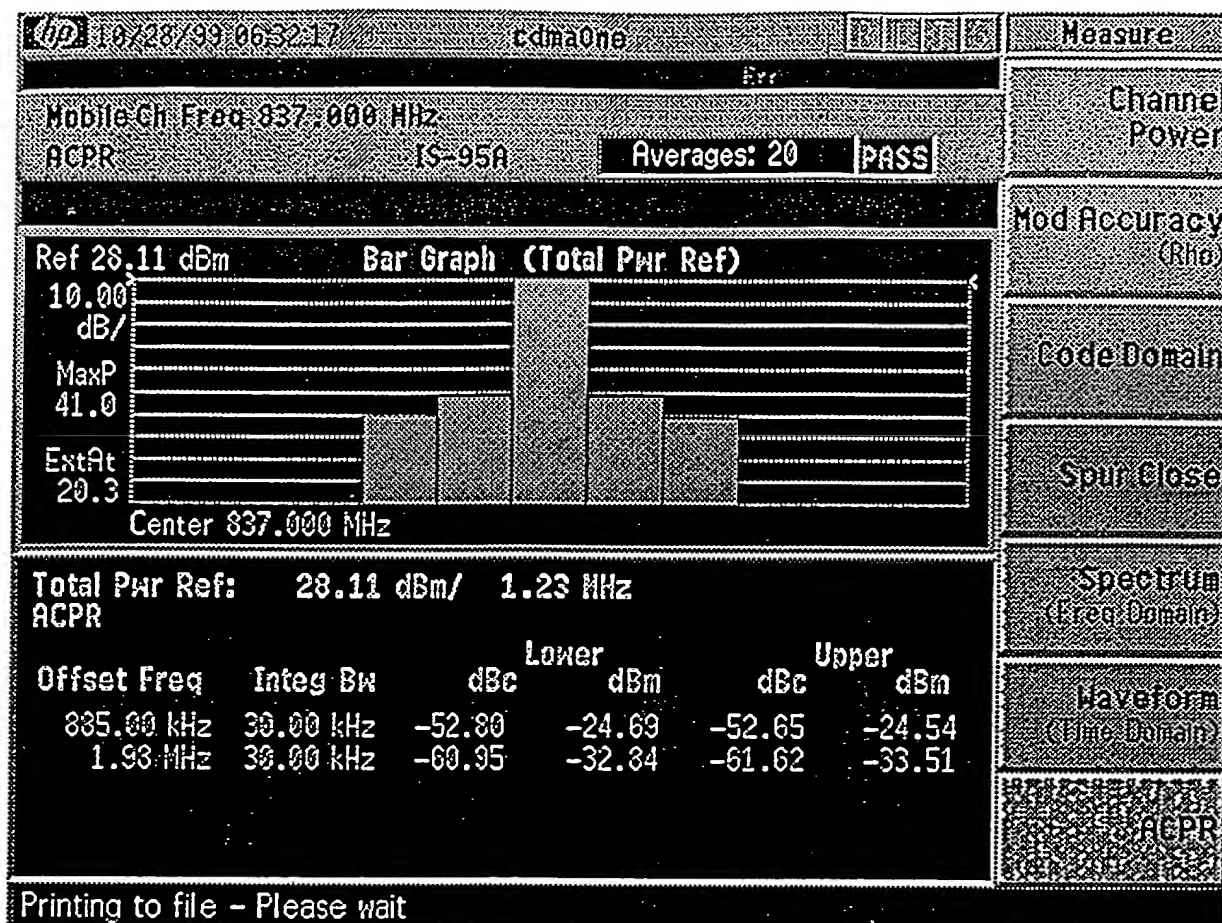 hp 10/28/99 06:32:17 cdmaOne
Err
Mobile Ch Freq 837.000 MHz
ACPR IS-95A Averages: 20 PASS
Ref 28.11 dBm Bar Graph (Total Pwr Ref)
10.00
dB/
MaxP
41.0
ExtAt
20.3
Center 837.000 MHz
Total Pwr Ref: 28.11 dBm/ 1.23 MHz
ACPR
Lower Upper
Offset Freq Integ Bw dBc dBm dBc dBm
885.00 kHz 30.00 kHz -52.80 -24.69 -52.65 -24.54
1.98 MHz 30.00 kHz -60.95 -32.84 -61.62 -33.51
Printing to file - Please wait
Measure
Channel
Power
Mod Accuracy
(Rho)
Code Domain
Spur Close
Spectrum
(Freq Domain)
Waveform
(Time Domain)
ACPR